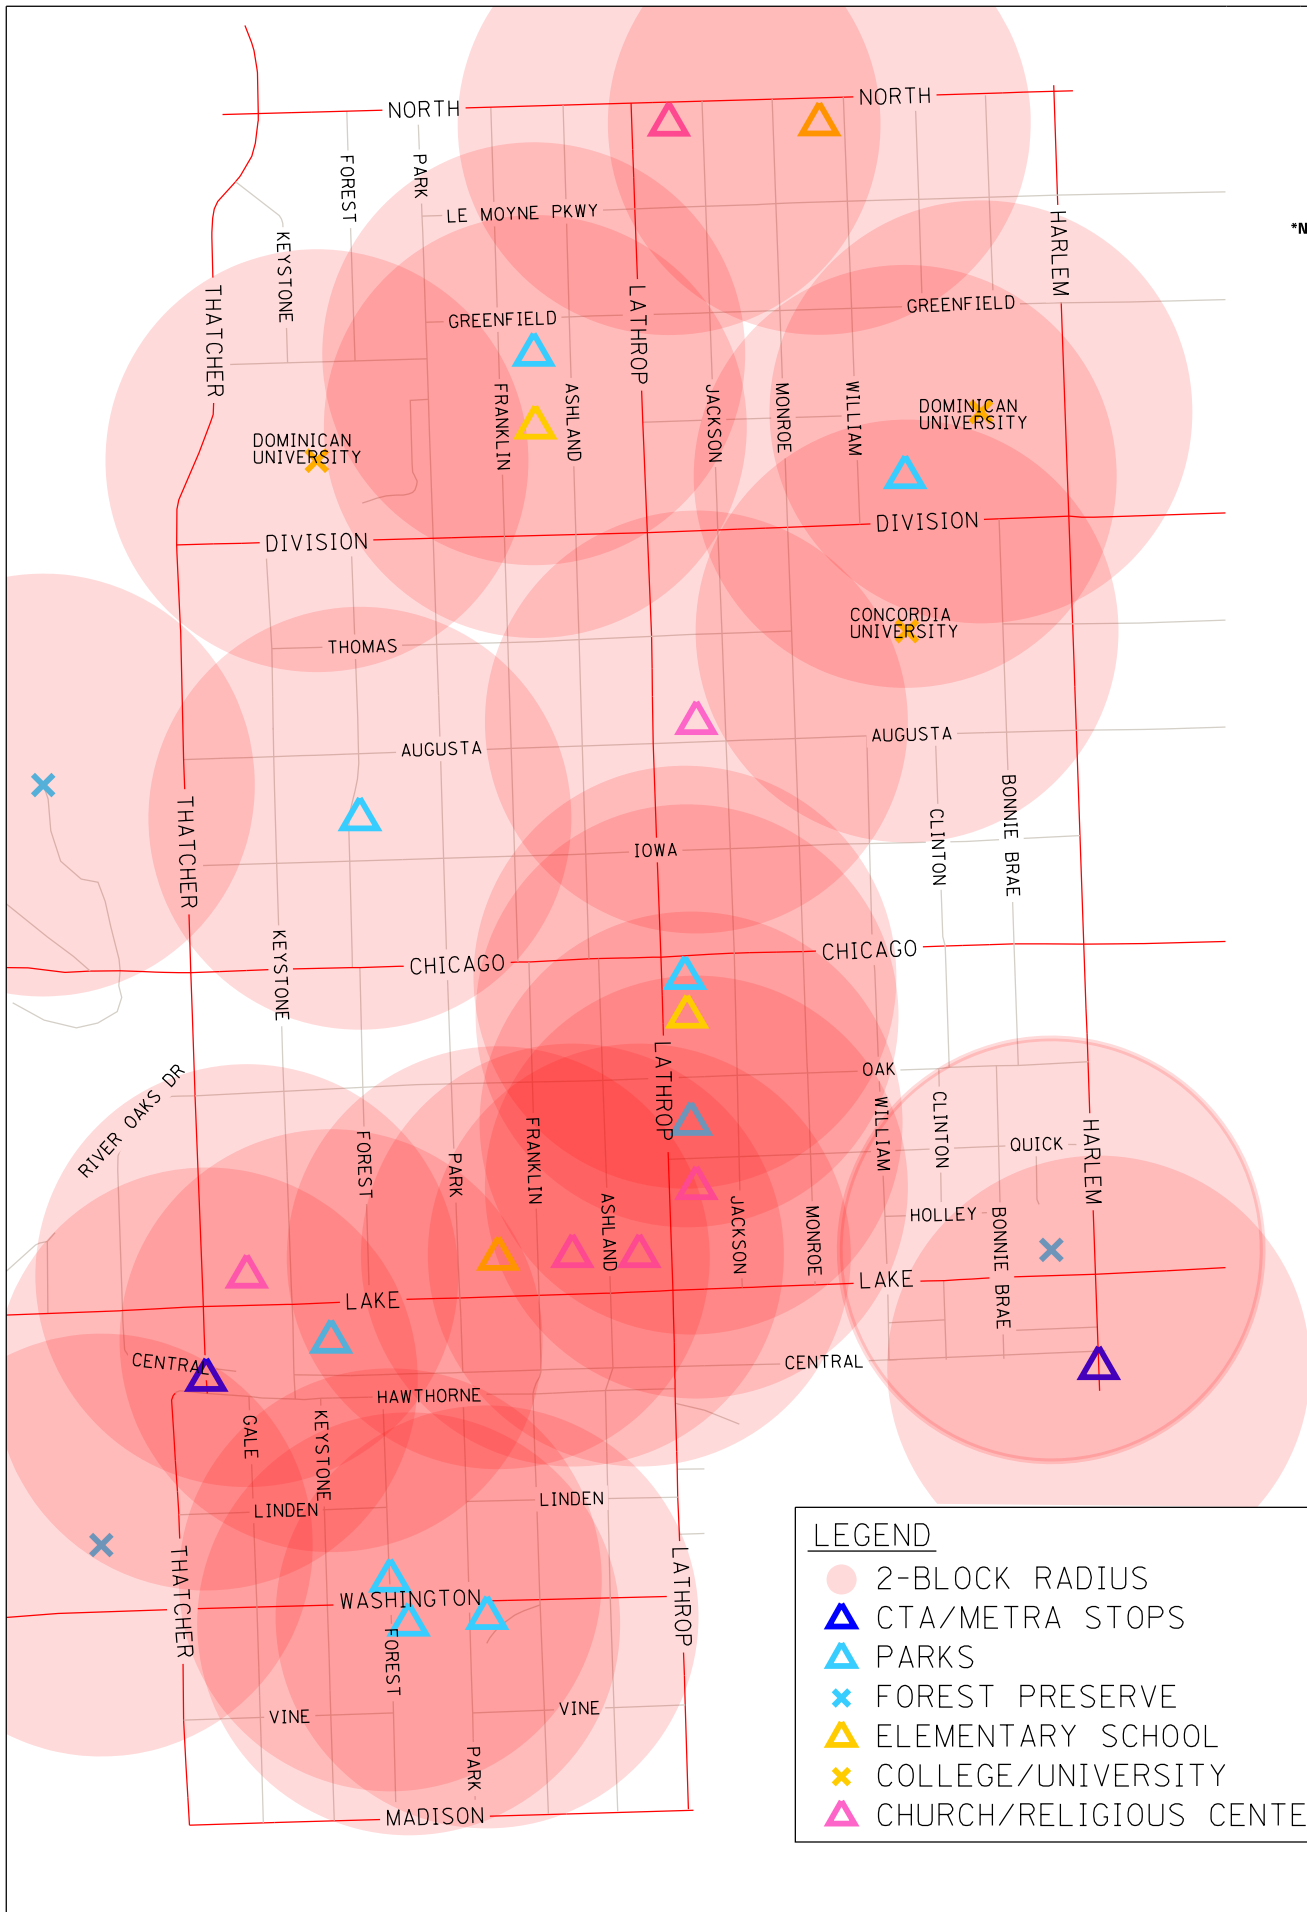 NORTH
NORTH
FOREST
PARK
LE MOYNE PKWY
HARLEM
*N
KEYSTONE
THATCHER
LATHROP
GREENFIELD
GREENFIELD
FRANKLIN
ASHLAND
JACKSON
MONROE
WILLIAM
DOMINICAN
UNIVERSITY
DOMINICAN
UNIVERSITY
DIVISION
DIVISION
CONCORDIA
UNIVERSITY
THOMAS
AUGUSTA
AUGUSTA
THATCHER
BONNIE BRAE
CLINTON
IOWA
KEYSTONE
CHICAGO
CHICAGO
LATHROP
RIVER OAKS DR
OAK
WILLIAM
CLINTON
QUICK
HARLEM
FOREST
PARK
FRANKLIN
ASHLAND
JACKSON
MONROE
HOLLEY
BONNIE BRAE
LAKE
LAKE
CENTRAL
CENTRAL
HAWTHORNE
GALE
KEYSTONE
LINDEN
LINDEN
THATCHER
LATHROP
WASHINGTON
FOREST
VINE
VINE
PARK
MADISON
LEGEND
2-BLOCK RADIUS
CTA/METRA STOPS
PARKS
FOREST PRESERVE
ELEMENTARY SCHOOL
COLLEGE/UNIVERSITY
CHURCH/RELIGIOUS CENTE